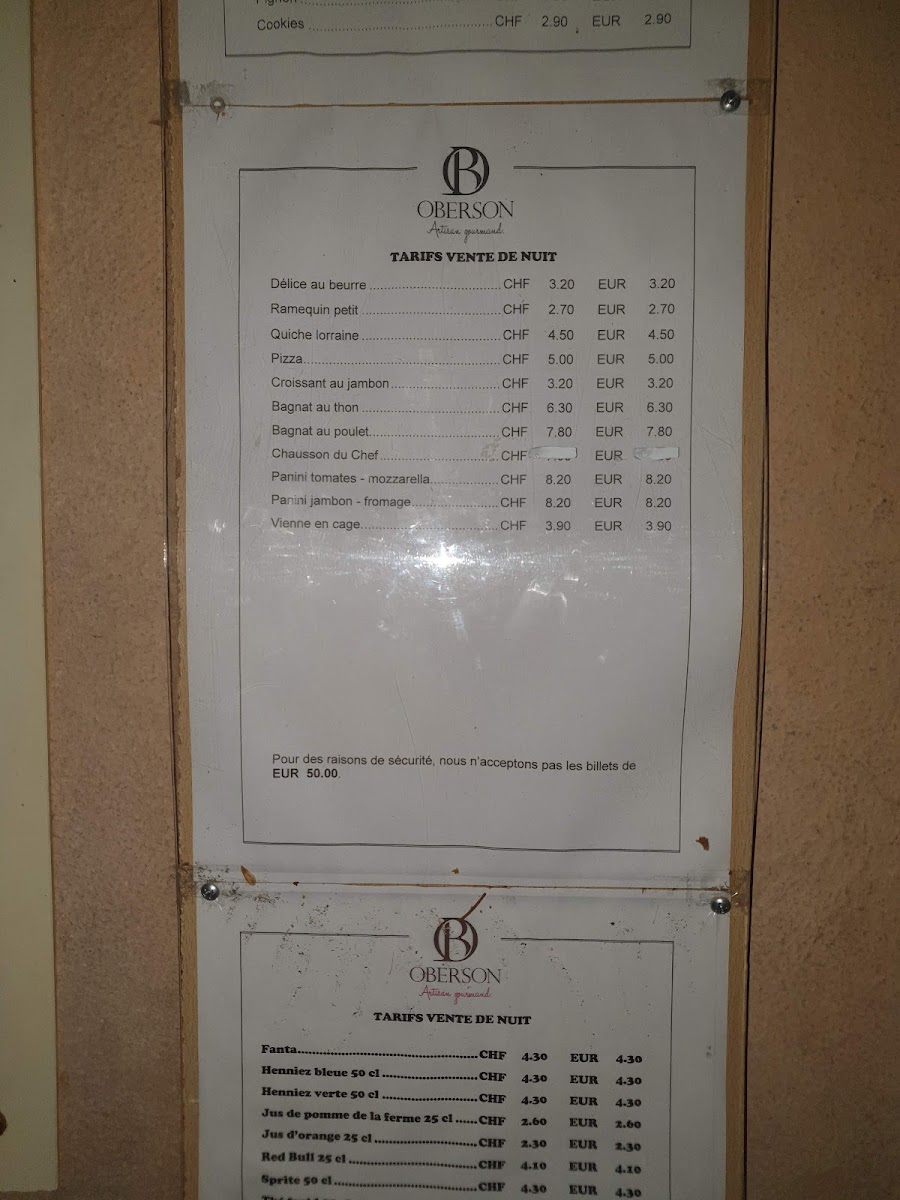 Cookies ........ CHF 2.90 EUR 2.90
OBERSON
Artisan gourmand.
TARIFS VENTE DE NUIT
Délice au beurre ........ CHF 3.20 EUR 3.20
Ramequin petit ........ CHF 2.70 EUR 2.70
Quiche lorraine ........ CHF 4.50 EUR 4.50
Pizza........ CHF 5.00 EUR 5.00
Croissant au jambon ........ CHF 3.20 EUR 3.20
Bagnat au thon ........ CHF 6.30 EUR 6.30
Bagnat au poulet........ CHF 7.80 EUR 7.80
Chausson du Chef ........ CHF EUR
Panini tomates - mozzarella........ CHF 8.20 EUR 8.20
Panini jambon - fromage........ CHF 8.20 EUR 8.20
Vienne en cage........ CHF 3.90 EUR 3.90
Pour des raisons de sécurité, nous n'acceptons pas les billets de
EUR 50.00.
OBERSON
Artisan gourmand.
TARIFS VENTE DE NUIT
Fanta........ CHF 4.30 EUR 4.30
Henniez bleue 50 cl ........ CHF 4.30 EUR 4.30
Henniez verte 50 cl ........ CHF 4.30 EUR 4.30
Jus de pomme de la ferme 25 cl ...... CHF 2.60 EUR 2.60
Jus d'orange 25 cl ........ CHF 2.30 EUR 2.30
Red Bull 25 cl ........ CHF 4.10 EUR 4.10
Sprite 50 cl ........ CHF 4.30 EUR 4.30